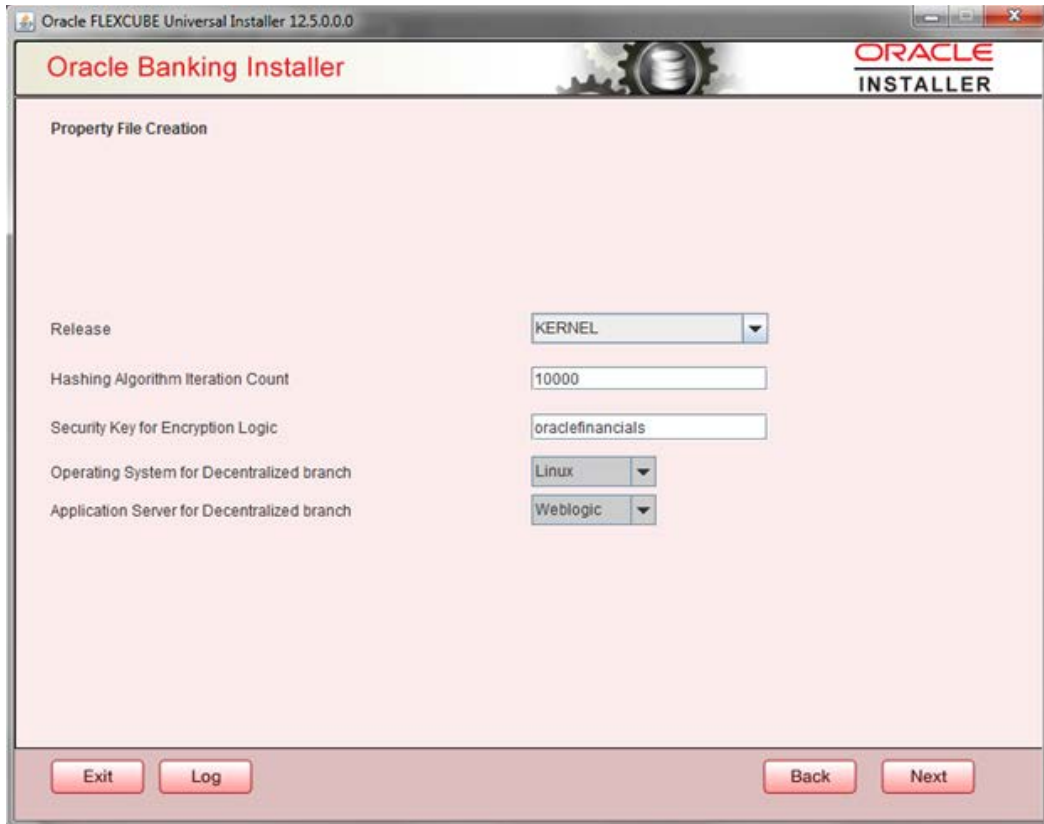 Oracle FLEXCUBE Universal Installer 12.5.0.0.0
Oracle Banking Installer
ORACLE
INSTALLER
Property File Creation
Release KERNEL
Hashing Algorithm Iteration Count 10000
Security Key for Encryption Logic oraclefinancials
Operating System for Decentralized branch Linux
Application Server for Decentralized branch Weblogic
Exit Log Back Next